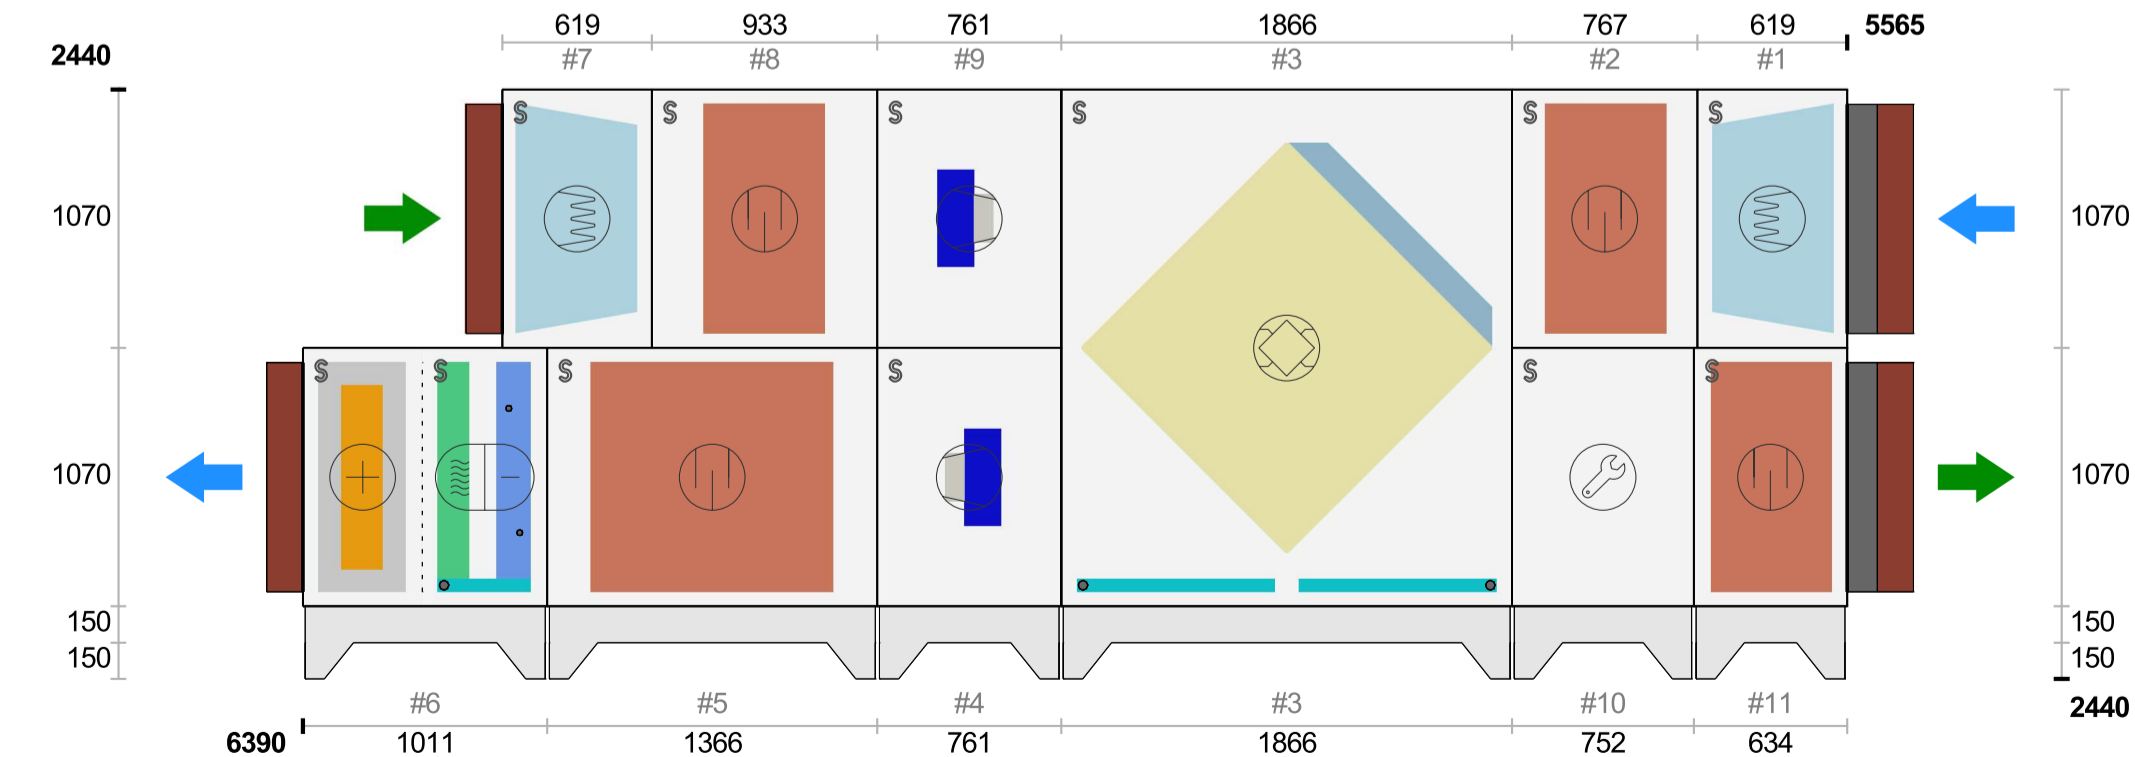 619 933 761 1866 767 619 5565
2440 #7 #8 #9 #3 #2 #1
S S S S S S
1070 1070
S S S S S S
1070 1070
150 150
150 150
#6 #5 #4 #3 #10 #11 2440
6390 1011 1366 761 1866 752 634